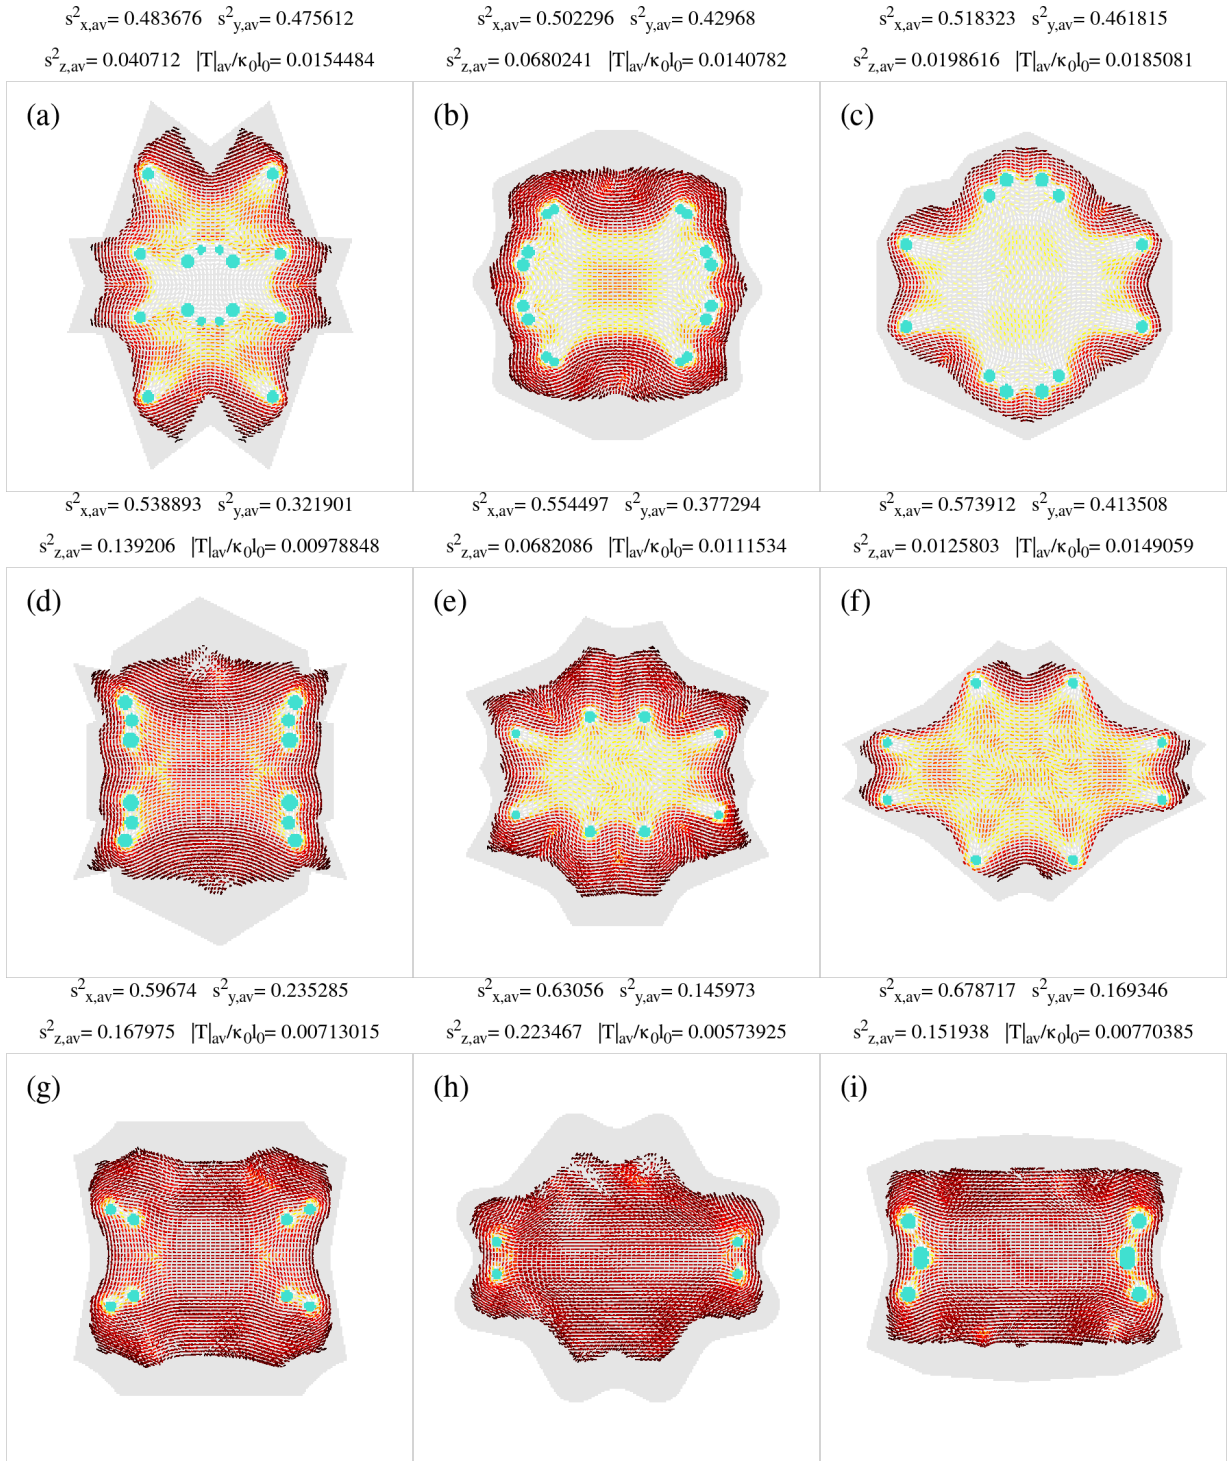 s²x,av= 0.483676 s²y,av= 0.475612
s²z,av= 0.040712 |T|av/κ0l0= 0.0154484
(a)
s²x,av= 0.502296 s²y,av= 0.42968
s²z,av= 0.0680241 |T|av/κ0l0= 0.0140782
(b)
s²x,av= 0.518323 s²y,av= 0.461815
s²z,av= 0.0198616 |T|av/κ0l0= 0.0185081
(c)
s²x,av= 0.538893 s²y,av= 0.321901
s²z,av= 0.139206 |T|av/κ0l0= 0.00978848
(d)
s²x,av= 0.554497 s²y,av= 0.377294
s²z,av= 0.0682086 |T|av/κ0l0= 0.0111534
(e)
s²x,av= 0.573912 s²y,av= 0.413508
s²z,av= 0.0125803 |T|av/κ0l0= 0.0149059
(f)
s²x,av= 0.59674 s²y,av= 0.235285
s²z,av= 0.167975 |T|av/κ0l0= 0.00713015
(g)
s²x,av= 0.63056 s²y,av= 0.145973
s²z,av= 0.223467 |T|av/κ0l0= 0.00573925
(h)
s²x,av= 0.678717 s²y,av= 0.169346
s²z,av= 0.151938 |T|av/κ0l0= 0.00770385
(i)